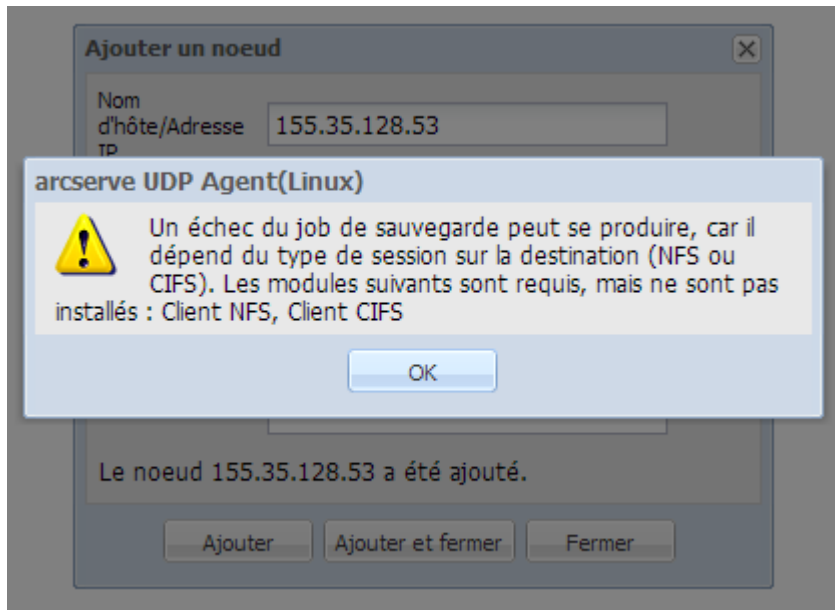 Ajouter un noeud
Nom
d'hôte/Adresse
IP
155.35.128.53
arcserve UDP Agent(Linux)
Un échec du job de sauvegarde peut se produire, car il
dépend du type de session sur la destination (NFS ou
CIFS). Les modules suivants sont requis, mais ne sont pas
installés : Client NFS, Client CIFS
OK
Le noeud 155.35.128.53 a été ajouté.
Ajouter
Ajouter et fermer
Fermer